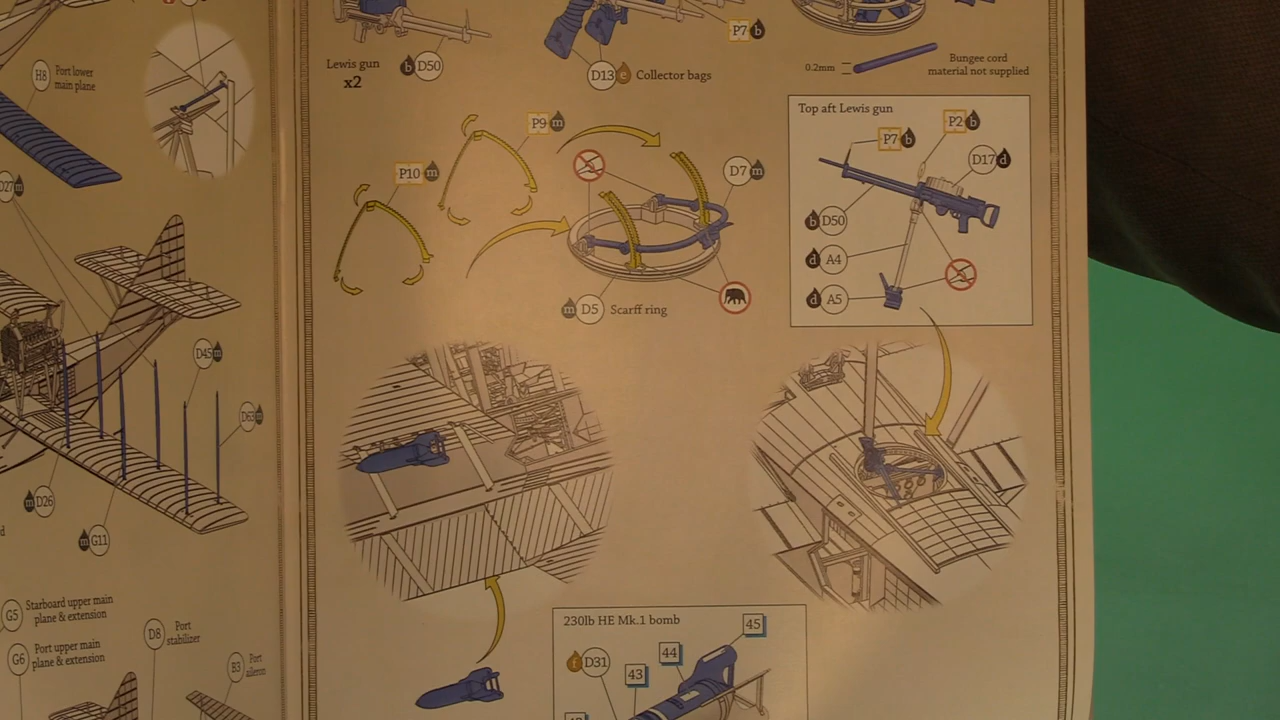 H8
Port lower
main plane
m
D45 m
D63 m
m D26
m G11
G5
Starboard upper main
plane & extension
G6
Port upper main
plane & extension
D8
Port
stabilizer
B3
Port
aileron
Lewis gun
x2
b D50
D13 e
Collector bags
P7 b
0.2mm
Bungee cord
material not supplied
P9 m
P10 m
D7 m
m D5
Scarff ring
Top aft Lewis gun
P7 b
P2 b
D17 d
b D50
d A4
d A5
230lb HE Mk.1 bomb
45
44
43
f D31